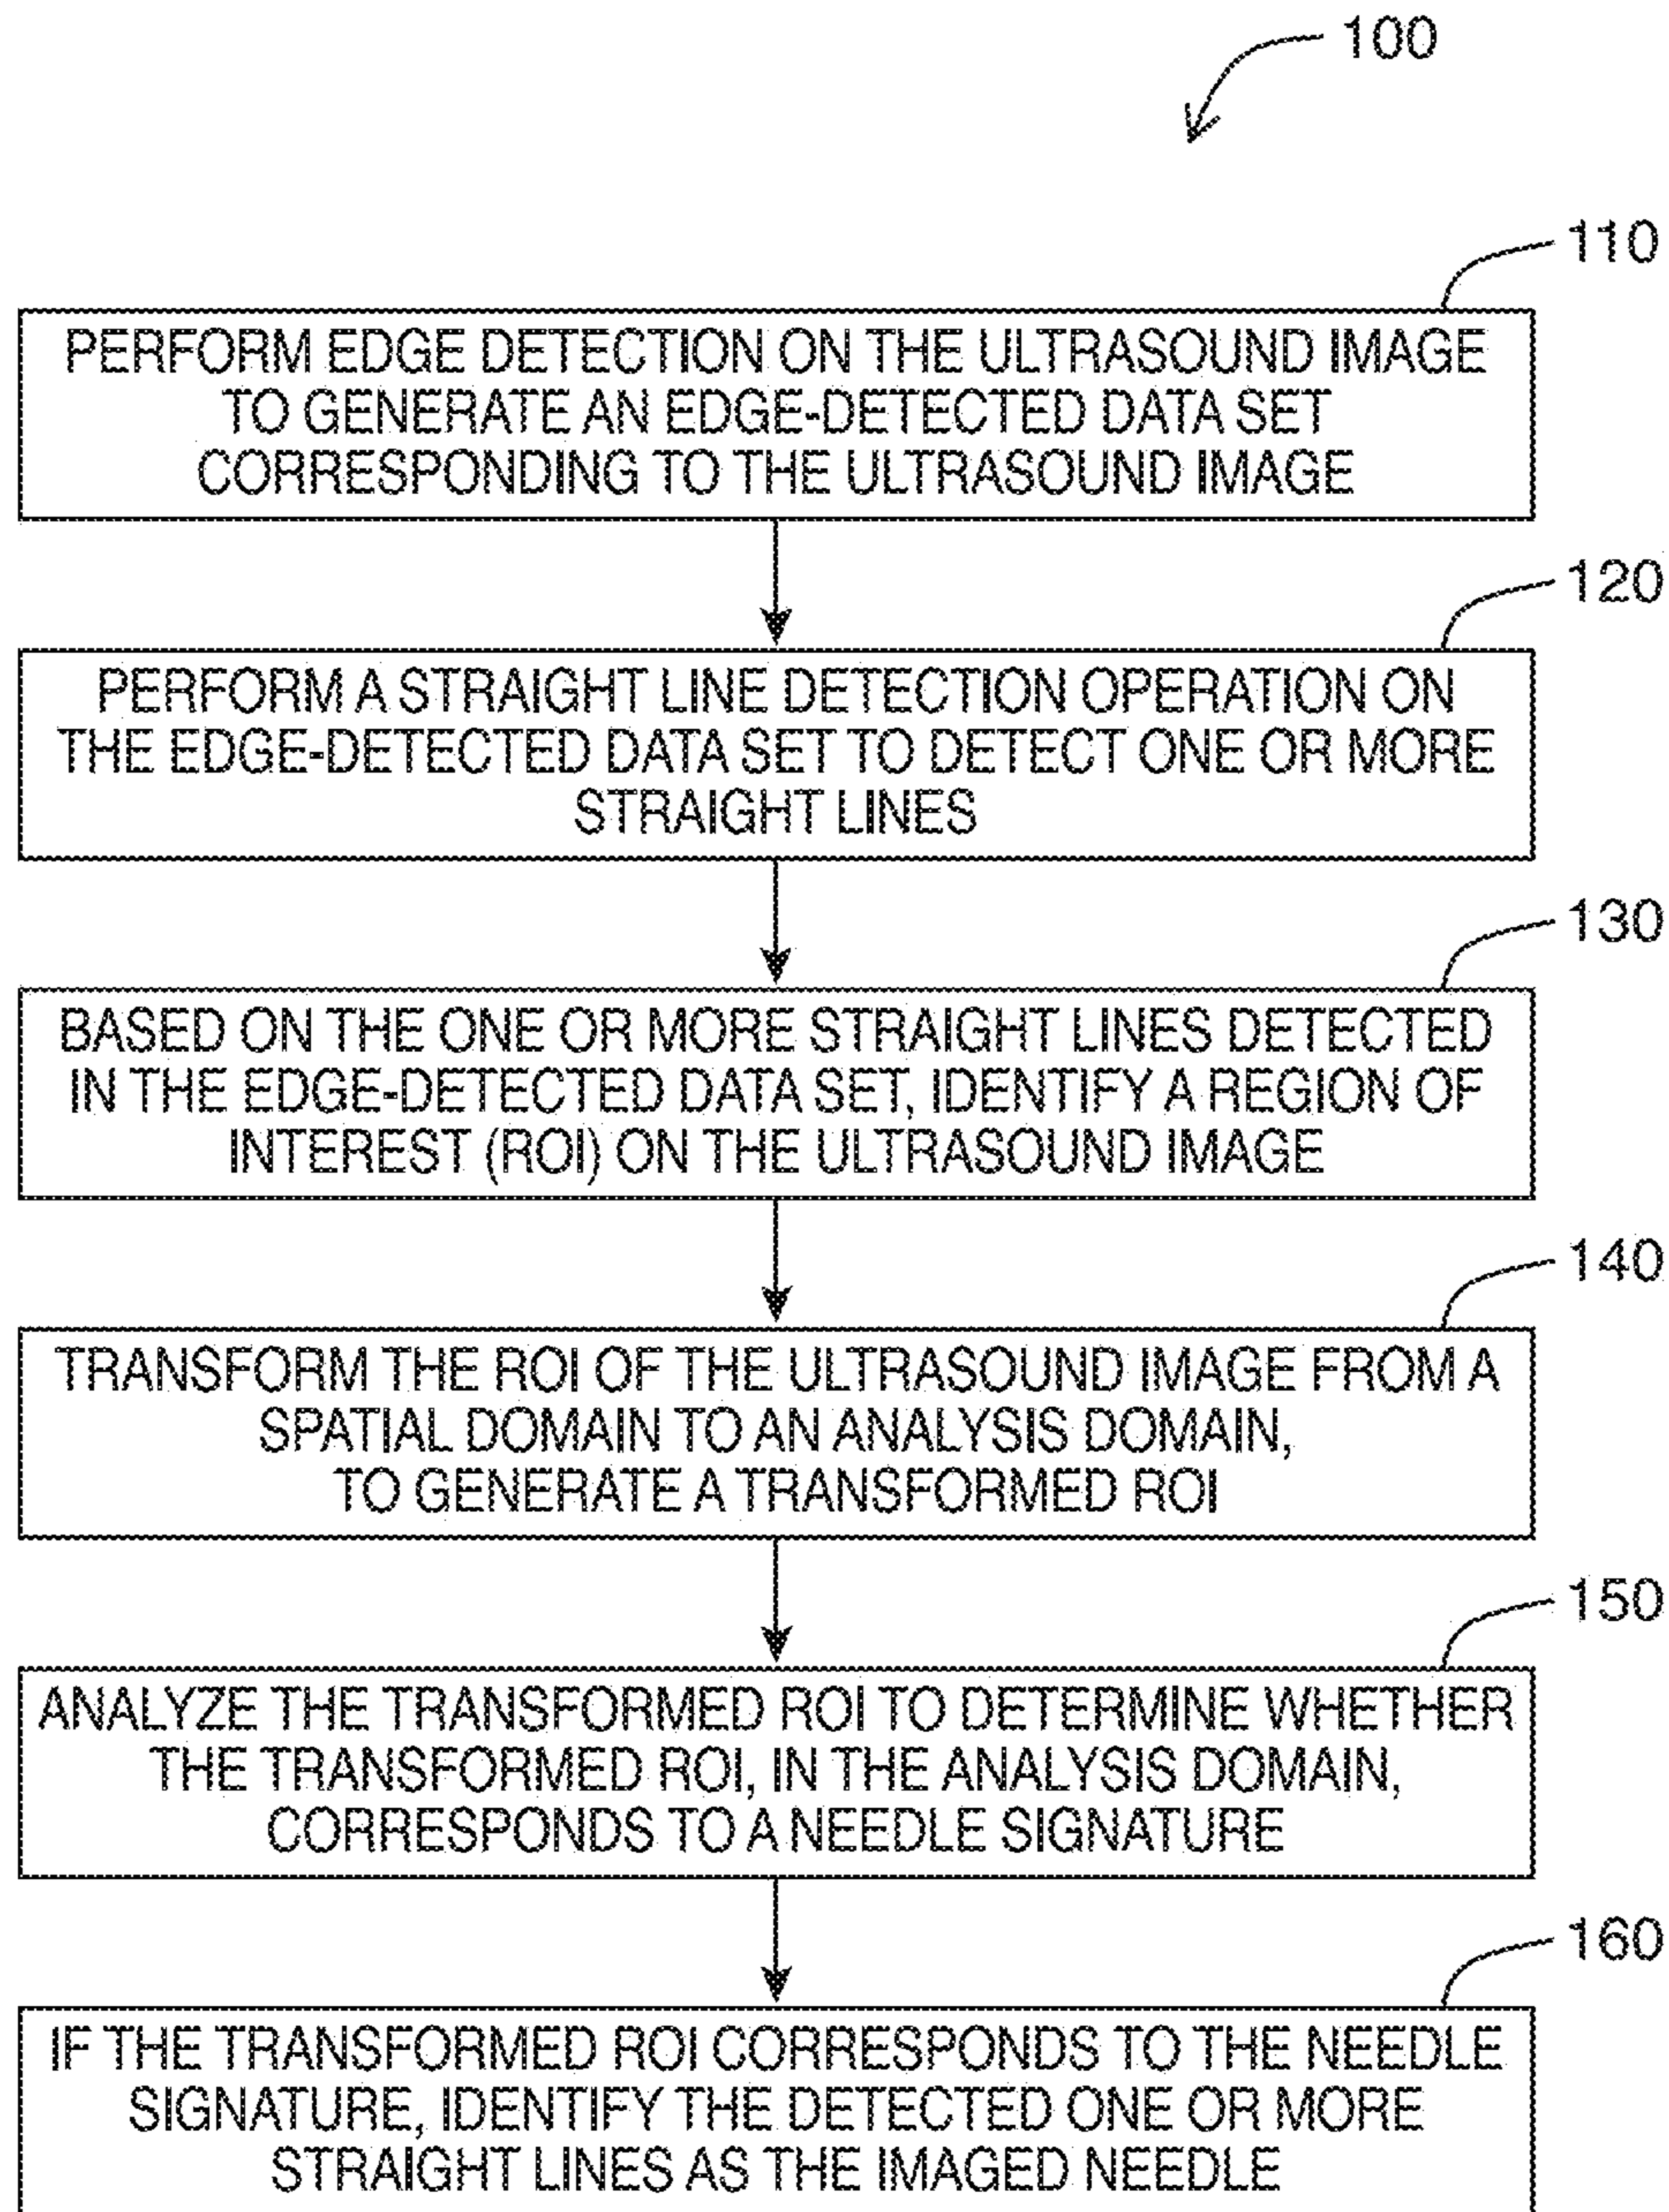 100
110
PERFORM EDGE DETECTION ON THE ULTRASOUND IMAGE
TO GENERATE AN EDGE-DETECTED DATA SET
CORRESPONDING TO THE ULTRASOUND IMAGE
120
PERFORM A STRAIGHT LINE DETECTION OPERATION ON
THE EDGE-DETECTED DATA SET TO DETECT ONE OR MORE
STRAIGHT LINES
130
BASED ON THE ONE OR MORE STRAIGHT LINES DETECTED
IN THE EDGE-DETECTED DATA SET, IDENTIFY A REGION OF
INTEREST (ROI) ON THE ULTRASOUND IMAGE
140
TRANSFORM THE ROI OF THE ULTRASOUND IMAGE FROM A
SPATIAL DOMAIN TO AN ANALYSIS DOMAIN,
TO GENERATE A TRANSFORMED ROI
150
ANALYZE THE TRANSFORMED ROI TO DETERMINE WHETHER
THE TRANSFORMED ROI, IN THE ANALYSIS DOMAIN,
CORRESPONDS TO A NEEDLE SIGNATURE
160
IF THE TRANSFORMED ROI CORRESPONDS TO THE NEEDLE
SIGNATURE, IDENTIFY THE DETECTED ONE OR MORE
STRAIGHT LINES AS THE IMAGED NEEDLE